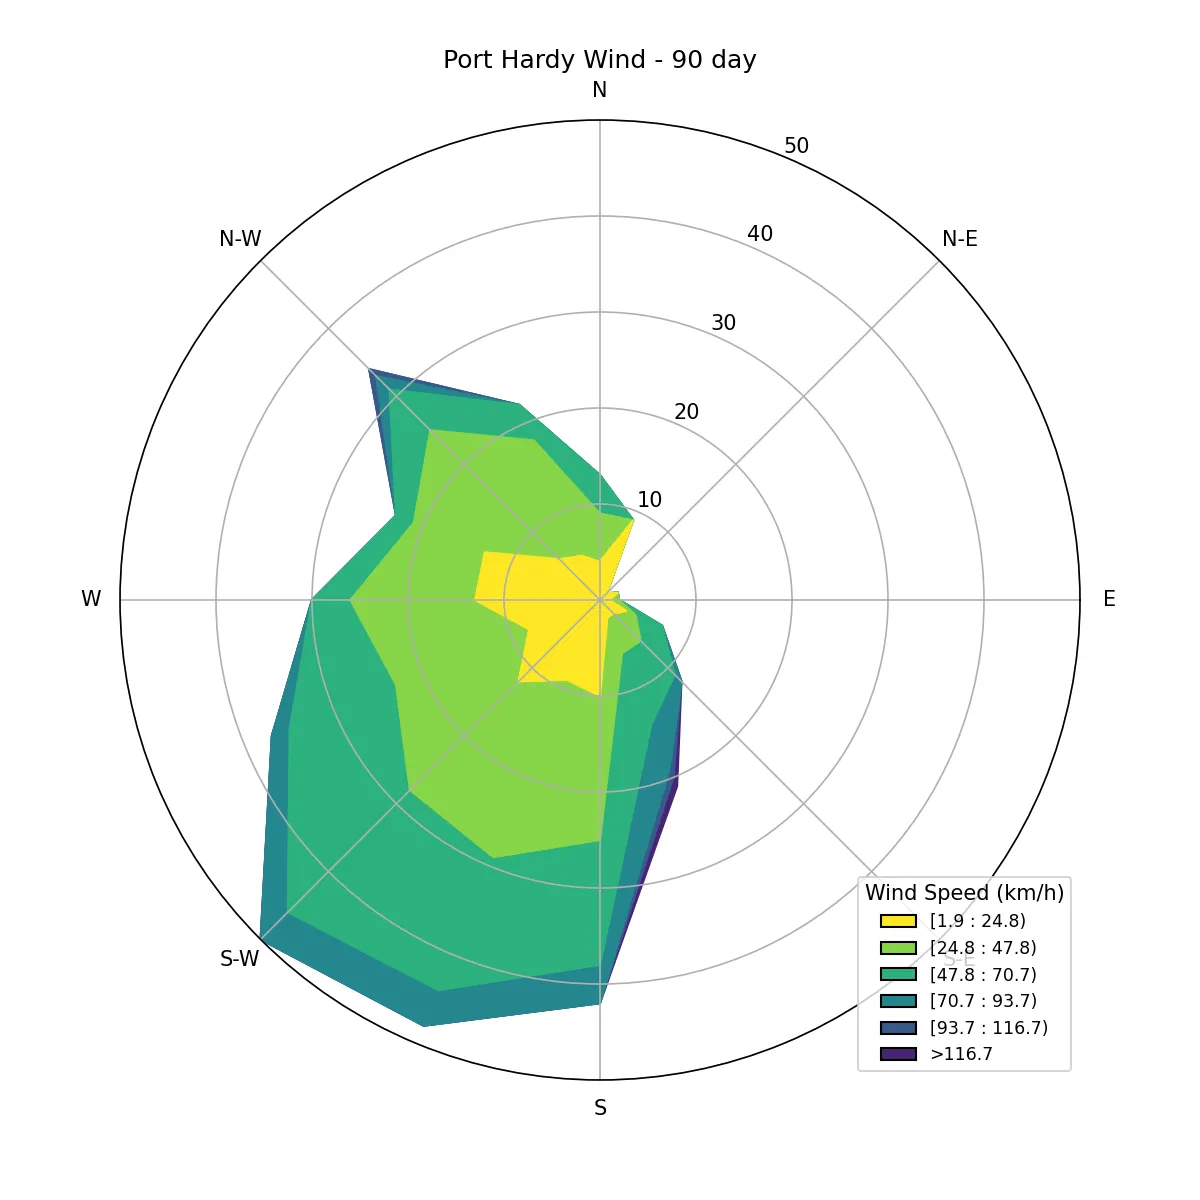 Port Hardy Wind - 90 day
N
50
N-W
N-E
40
30
20
10
W
E
Wind Speed (km/h)
[1.9 : 24.8)
[24.8 : 47.8)
S-W
S-E
[47.8 : 70.7)
[70.7 : 93.7)
[93.7 : 116.7)
>116.7
S